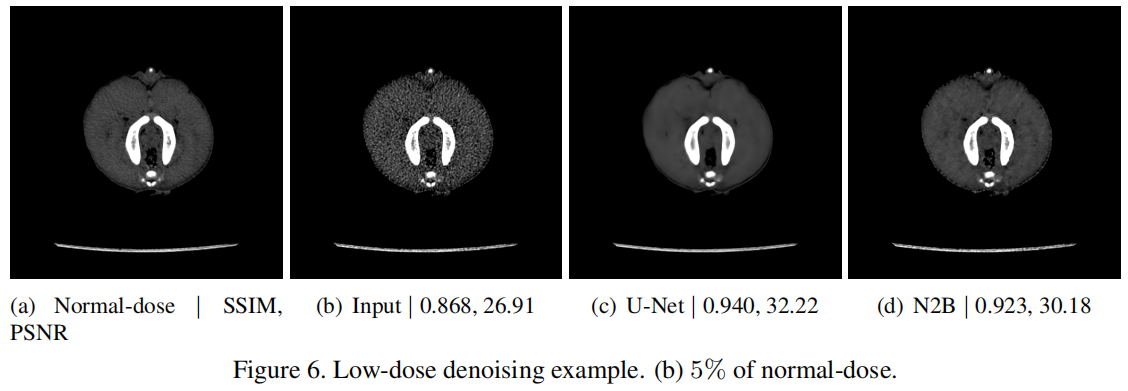 (a) Normal-dose | SSIM,
PSNR
(b) Input | 0.868, 26.91
(c) U-Net | 0.940, 32.22
(d) N2B | 0.923, 30.18
Figure 6. Low-dose denoising example. (b) 5% of normal-dose.